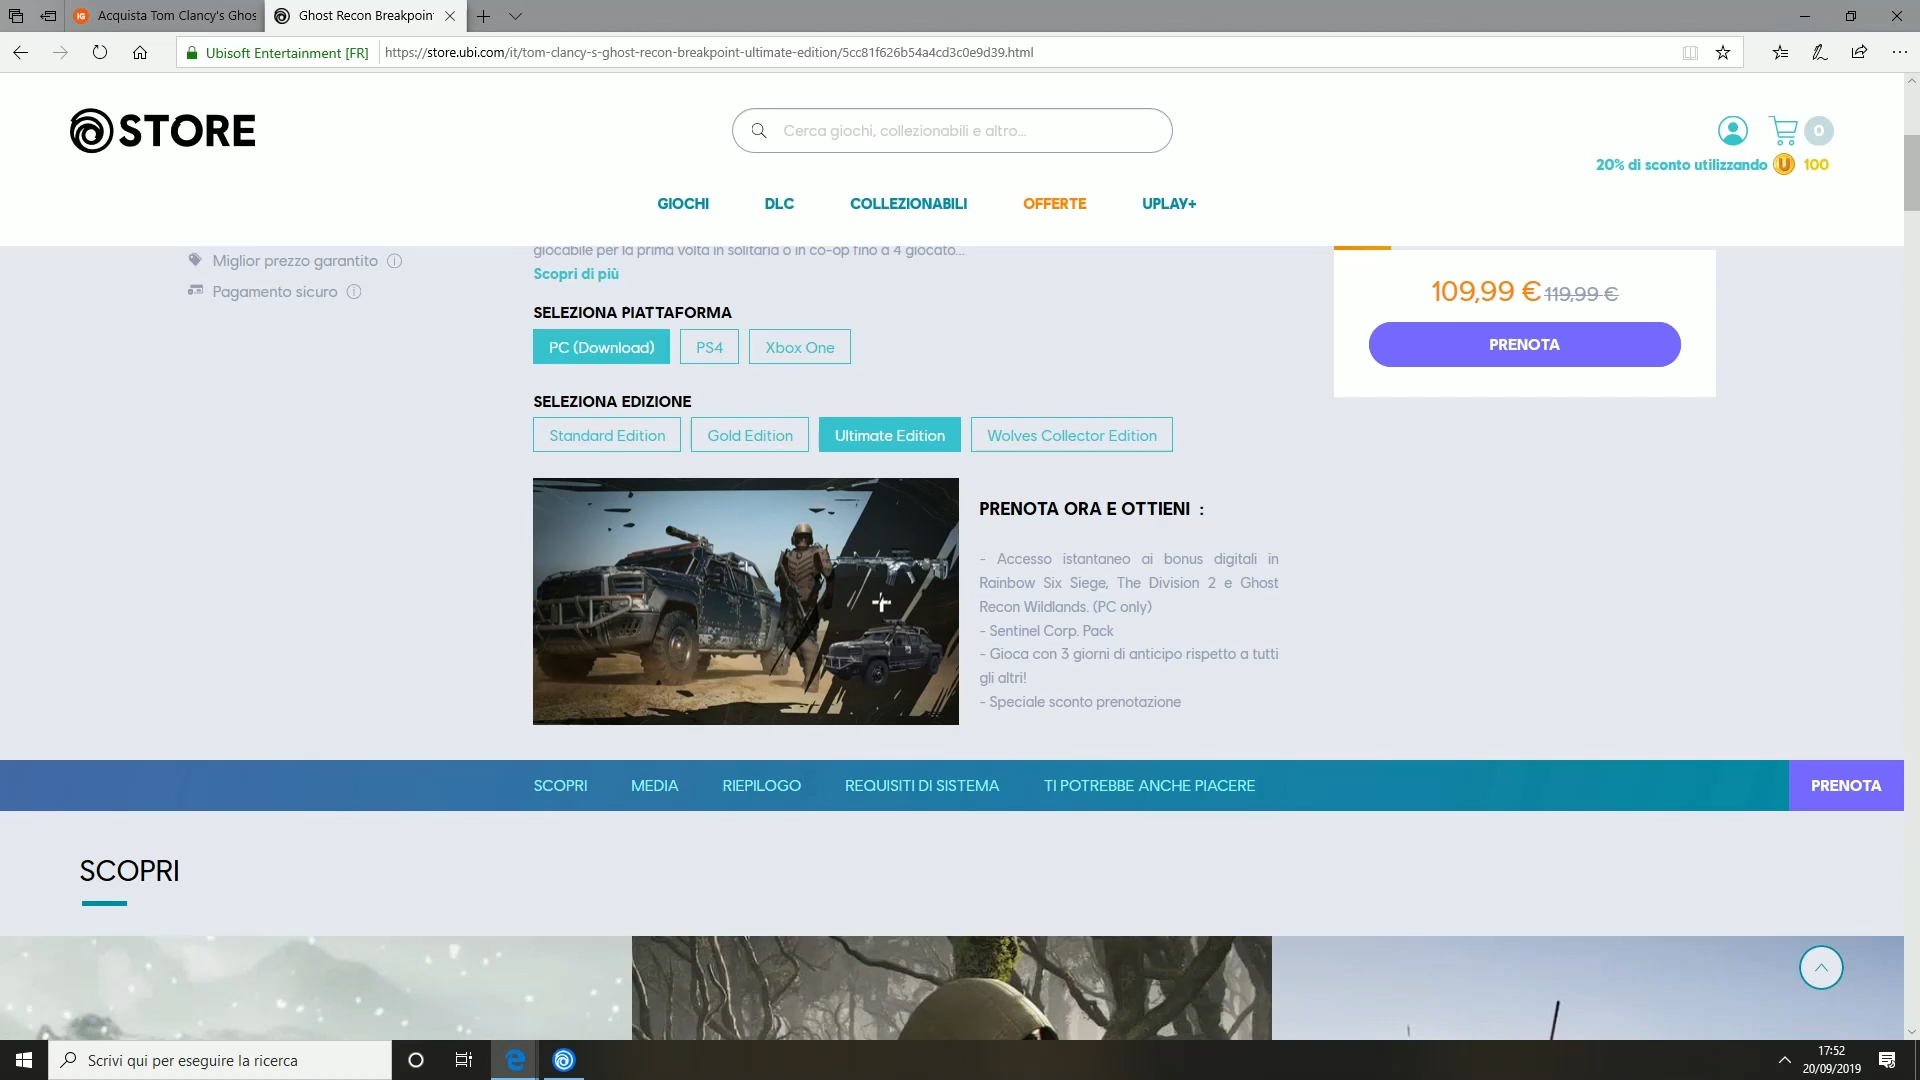 Acquista Tom Clancy's Ghos
Ghost Recon Breakpoin
Ubisoft Entertainment [FR]
https://store.ubi.com/it/tom-clancy-s-ghost-recon-breakpoint-ultimate-edition/5cc81f626b54a4cd3c0e9d39.html
STORE
Cerca giochi, collezionabili e altro...
0
20% di sconto utilizzando U 100
GIOCHI DLC COLLEZIONABILI OFFERTE UPLAY+
Miglior prezzo garantito
Pagamento sicuro
giocabile per la prima volta in solitaria o in co-op fino a 4 giocato...
Scopri di più
SELEZIONA PIATTAFORMA
PC (Download) PS4 Xbox One
SELEZIONA EDIZIONE
Standard Edition Gold Edition Ultimate Edition Wolves Collector Edition
109,99 € 119,99 €
PRENOTA
PRENOTA ORA E OTTIENI :
- Accesso istantaneo ai bonus digitali in
Rainbow Six Siege, The Division 2 e Ghost
Recon Wildlands. (PC only)
- Sentinel Corp. Pack
- Gioca con 3 giorni di anticipo rispetto a tutti
gli altri!
- Speciale sconto prenotazione
SCOPRI MEDIA RIEPILOGO REQUISITI DI SISTEMA TI POTREBBE ANCHE PIACERE PRENOTA
SCOPRI
Scrivi qui per eseguire la ricerca
17:52
20/09/2019